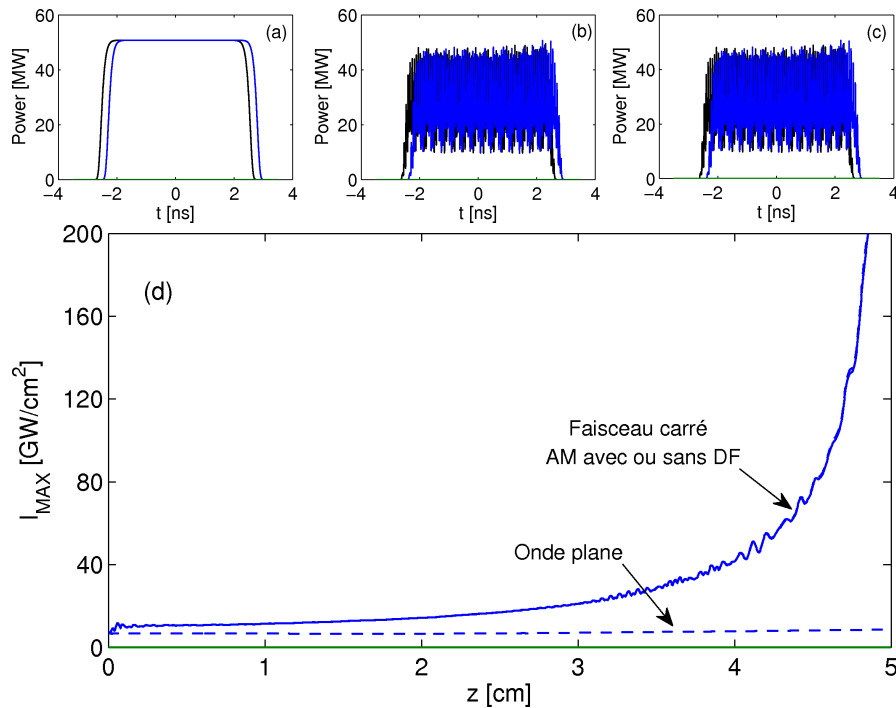 (a)
Power [MW]
60
40
20
0
−4
−2
0
2
4
t [ns]
(b)
Power [MW]
60
40
20
0
−4
−2
0
2
4
t [ns]
(c)
Power [MW]
60
40
20
0
−4
−2
0
2
4
t [ns]
(d)
I_MAX [GW/cm²]
200
160
120
80
40
0
Faisceau carré
AM avec ou sans DF
Onde plane
0
1
2
3
4
5
z [cm]